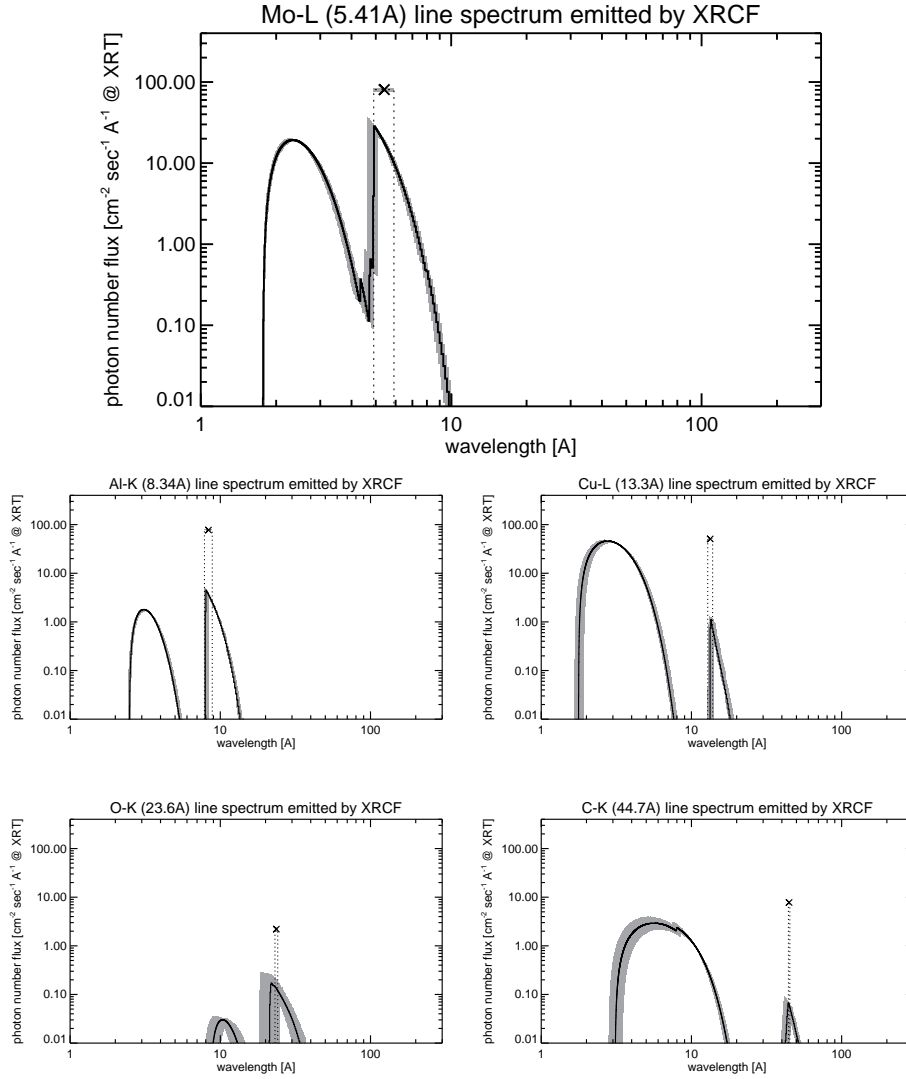 Mo-L (5.41A) line spectrum emitted by XRCF
photon number flux [cm-2 sec-1 A-1 @ XRT]
100.00
10.00
1.00
0.10
0.01
1 10 100
wavelength [A]
Al-K (8.34A) line spectrum emitted by XRCF
photon number flux [cm-2 sec-1 A-1 @ XRT]
100.00
10.00
1.00
0.10
0.01
1 10 100
wavelength [A]
Cu-L (13.3A) line spectrum emitted by XRCF
photon number flux [cm-2 sec-1 A-1 @ XRT]
100.00
10.00
1.00
0.10
0.01
1 10 100
wavelength [A]
O-K (23.6A) line spectrum emitted by XRCF
photon number flux [cm-2 sec-1 A-1 @ XRT]
100.00
10.00
1.00
0.10
0.01
1 10 100
wavelength [A]
C-K (44.7A) line spectrum emitted by XRCF
photon number flux [cm-2 sec-1 A-1 @ XRT]
100.00
10.00
1.00
0.10
0.01
1 10 100
wavelength [A]